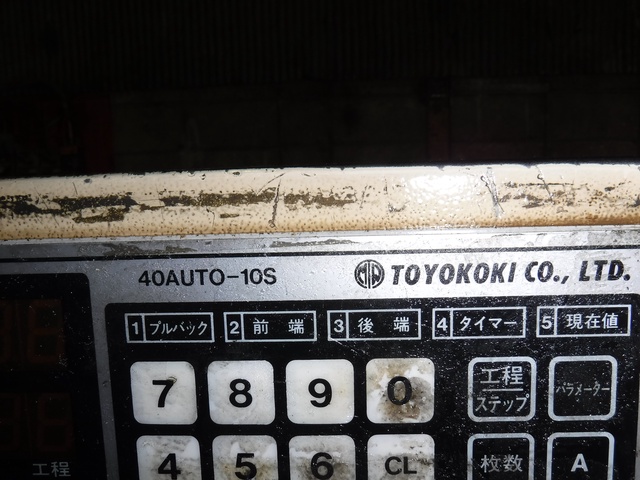 40AUTO-10S TOYOKOKI CO., LTD.
1 プルバック 2 前端 3 後端 4 タイマー 5 現在値
7 8 9 0 工程ステップ パラメーター
4 5 6 CL 枚数 A
工程